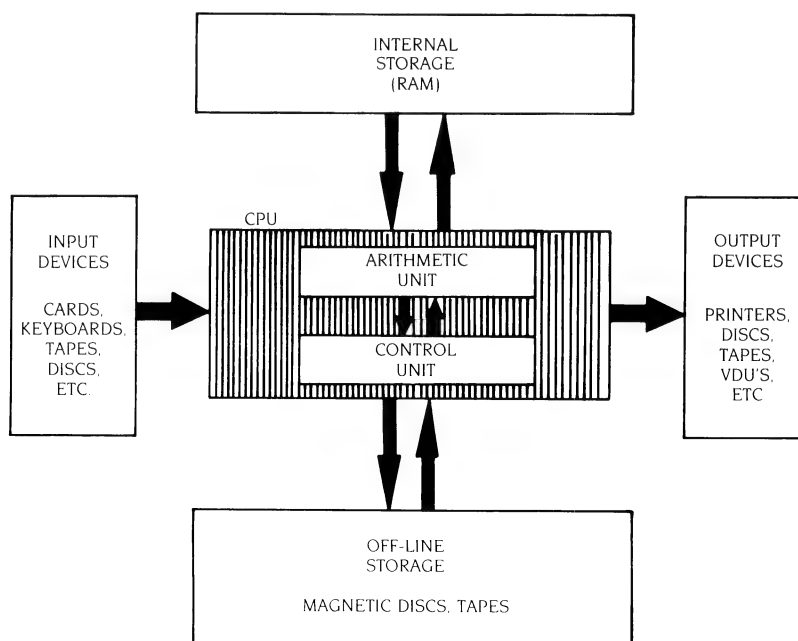 INTERNAL
STORAGE
(RAM)
CPU
INPUT
DEVICES
CARDS,
KEYBOARDS,
TAPES,
DISCS,
ETC.
ARITHMETIC
UNIT
CONTROL
UNIT
OUTPUT
DEVICES
PRINTERS,
DISCS,
TAPES,
VDU'S,
ETC
OFF-LINE
STORAGE
MAGNETIC DISCS, TAPES